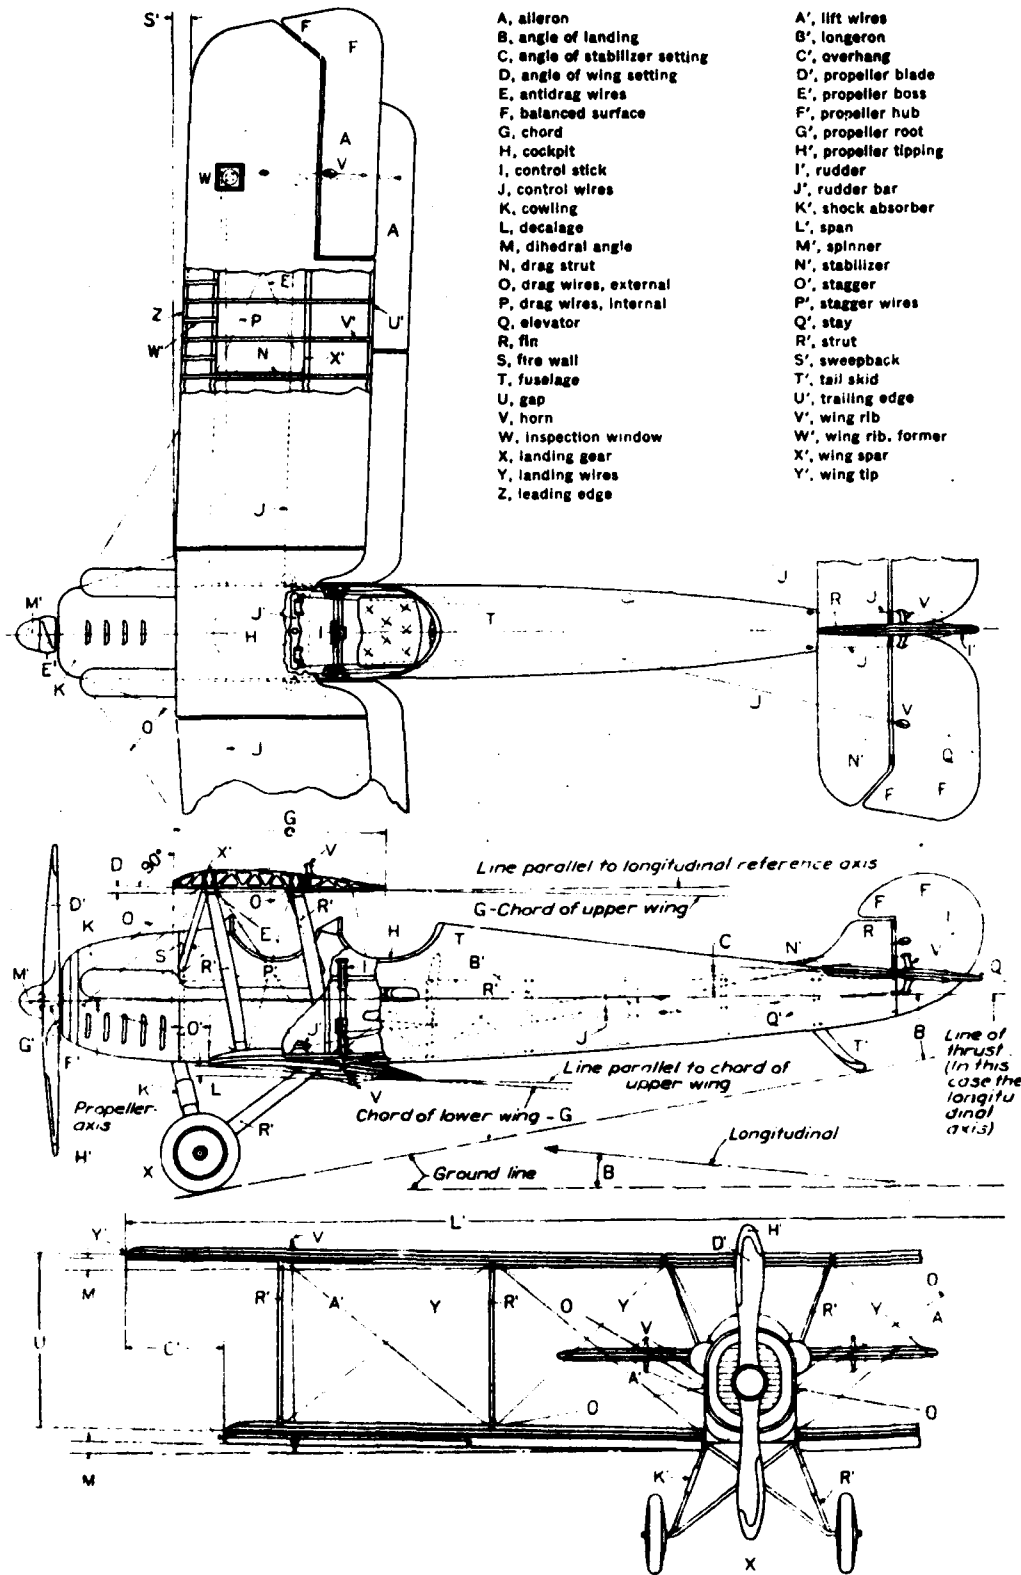 A, aileron
B, angle of landing
C, angle of stabilizer setting
D, angle of wing setting
E, antidrag wires
F, balanced surface
G, chord
H, cockpit
I, control stick
J, control wires
K, cowling
L, decalage
M, dihedral angle
N, drag strut
O, drag wires, external
P, drag wires, internal
Q, elevator
R, fin
S, fire wall
T, fuselage
U, gap
V, horn
W, inspection window
X, landing gear
Y, landing wires
Z, leading edge
A', lift wires
B', longeron
C', overhang
D', propeller blade
E', propeller boss
F', propeller hub
G', propeller root
H', propeller tipping
I', rudder
J', rudder bar
K', shock absorber
L', span
M', spinner
N', stabilizer
O', stagger
P', stagger wires
Q', stay
R', strut
S', sweepback
T', tail skid
U', trailing edge
V', wing rib
W', wing rib, former
X', wing spar
Y', wing tip
S'
F
F
A
V
W
A
E
Z
P
V'
U'
W'
N
X'
J
J
R
J
V
M'
J
H
I
T
E'
K
J
J
V
O
J
N'
Q
F
F
G
D
90°
X'
V
Line parallel to longitudinal reference axis
G-Chord of upper wing
D'
K
O
O
R'
E
H
T
C
N'
F
F
R
I
V
M'
S
R'
P
I
B'
R'
Q
G'
F'
O'
J'
J
Q'
T'
B
Line of
thrust
(In this
case the
longitu
dinal
axis)
K
L
V
Line parallel to chord of
upper wing
Chord of lower wing - G
Propeller-
axis
R'
H'
X
Ground line
B
Longitudinal
L'
Y'
V
D'
H'
M
R'
A'
Y
R'
O
Y
R'
Y
O
A
U
C'
V
A'
O
O
M
K'
R'
X